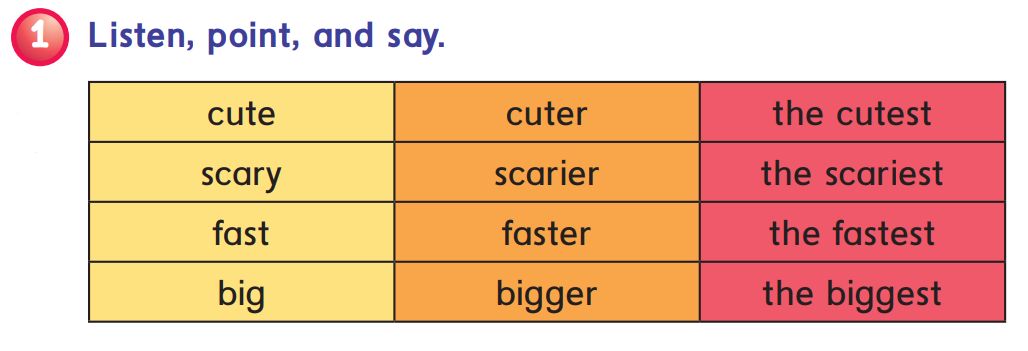 1 Listen, point, and say.
cute cuter the cutest
scary scarier the scariest
fast faster the fastest
big bigger the biggest